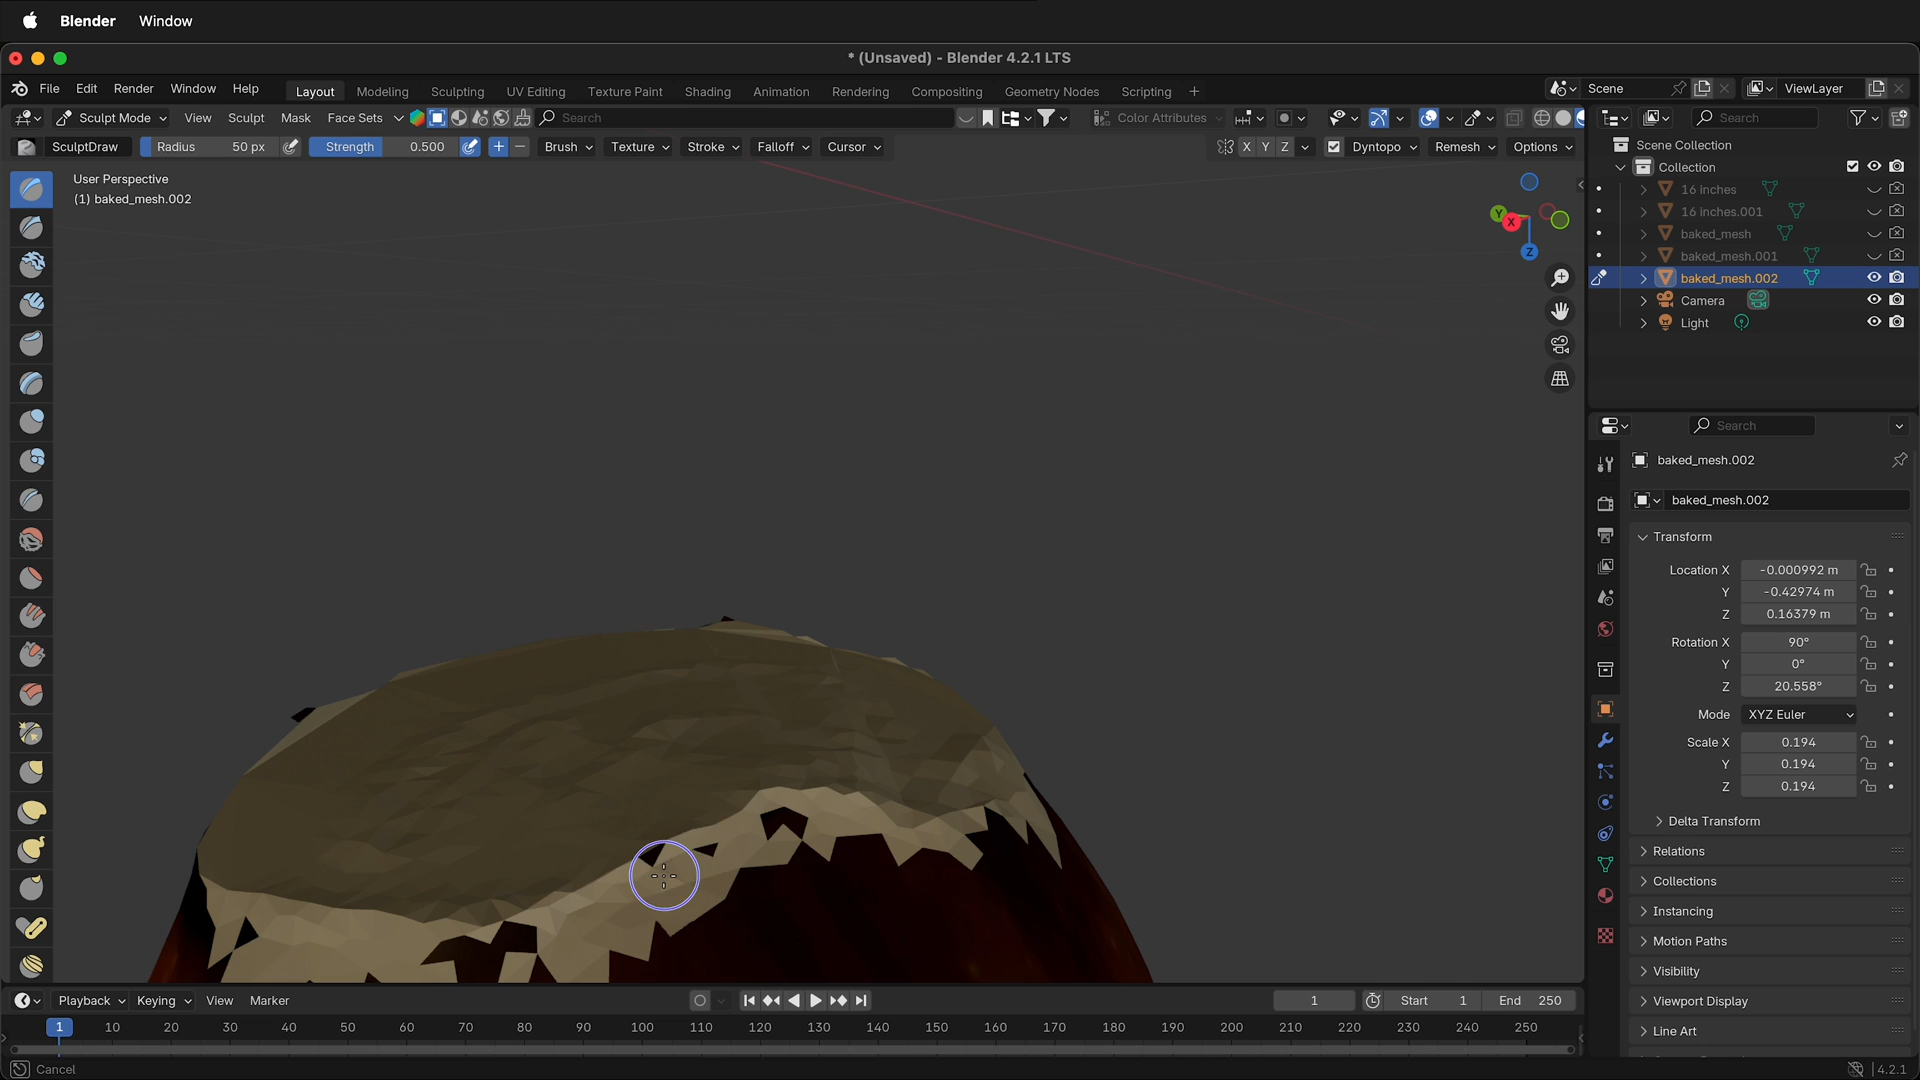 Blender Window
* (Unsaved) - Blender 4.2.1 LTS
File Edit Render Window Help Layout Modeling Sculpting UV Editing Texture Paint Shading Animation Rendering Compositing Geometry Nodes Scripting + Scene ViewLayer
Sculpt Mode View Sculpt Mask Face Sets Search Color Attributes Search
SculptDraw Radius 50 px Strength 0.500 Brush Texture Stroke Falloff Cursor X Y Z Dyntopo Remesh Options
User Perspective
(1) baked_mesh.002
Y X Z
Scene Collection
Collection
16 inches
16 inches.001
baked_mesh
baked_mesh.001
baked_mesh.002
Camera
Light
Search
baked_mesh.002
baked_mesh.002
Transform
Location X -0.000992 m
Y -0.42974 m
Z 0.16379 m
Rotation X 90°
Y 0°
Z 20.558°
Mode XYZ Euler
Scale X 0.194
Y 0.194
Z 0.194
Delta Transform
Relations
Collections
Instancing
Motion Paths
Visibility
Viewport Display
Line Art
Playback Keying View Marker 1 Start 1 End 250
1 10 20 30 40 50 60 70 80 90 100 110 120 130 140 150 160 170 180 190 200 210 220 230 240 250
Cancel 4.2.1